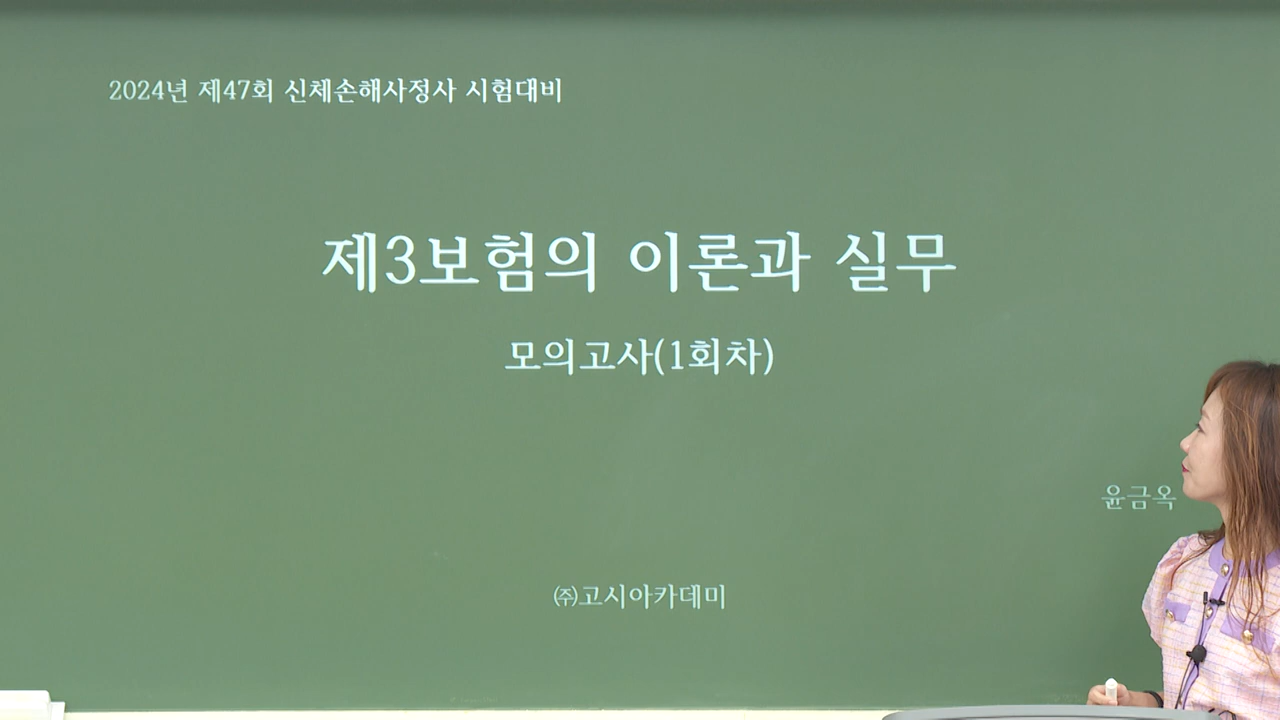 2024년 제47회 신체손해사정사 시험대비
제3보험의 이론과 실무
모의고사(1회차)
윤금옥
㈜고시아카데미